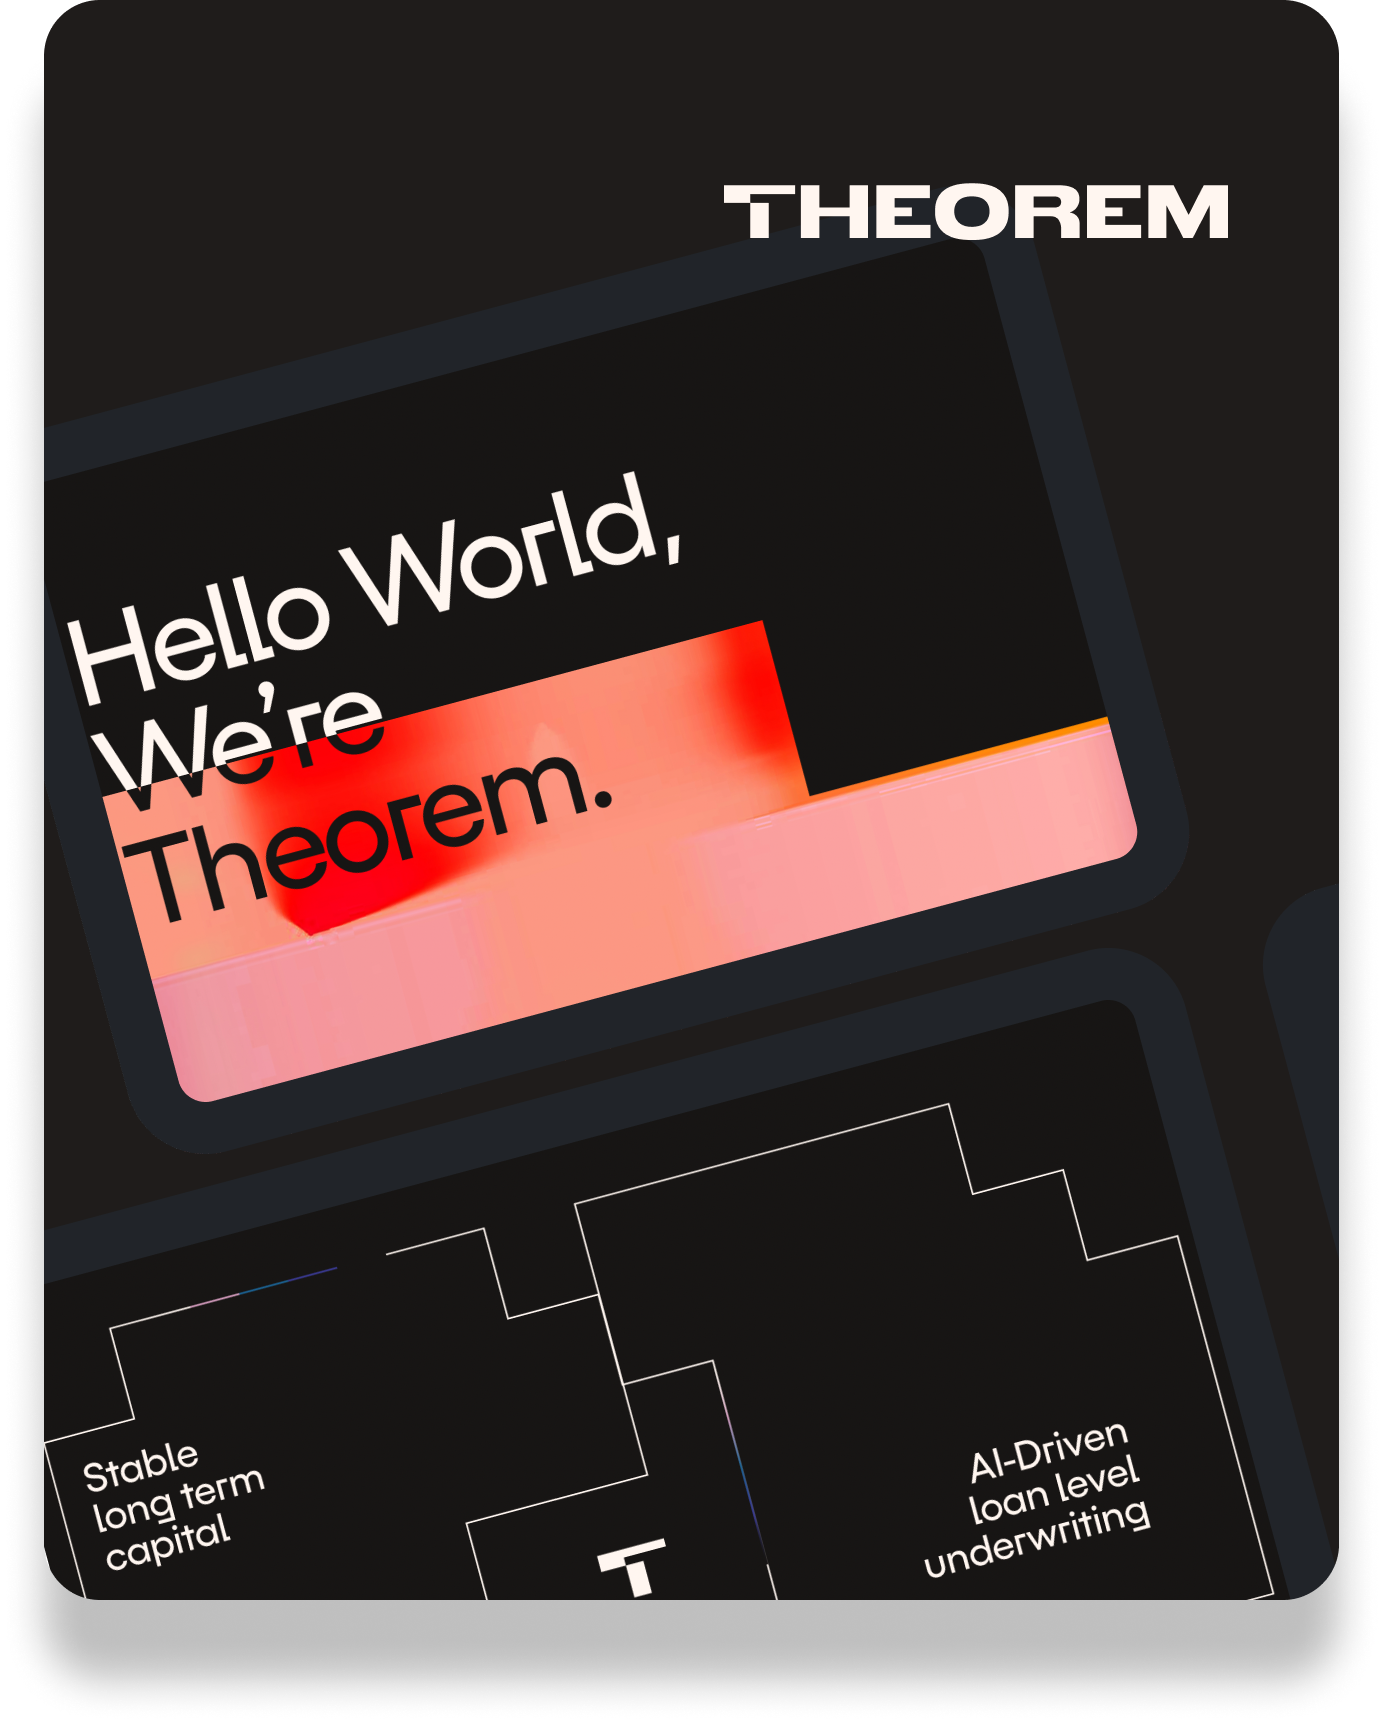 THEOREM
Hello World,
We’re
Theorem.
Stable
long term
capital
AI-Driven
loan level
underwriting
T